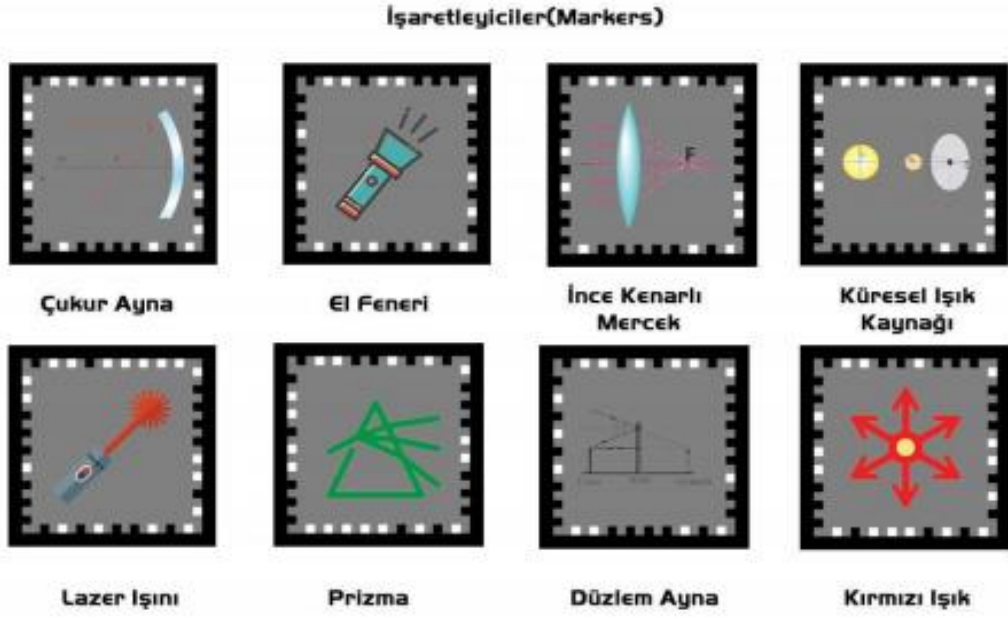 İşaretleyiciler(Markers)
F
Çukur Ayna
El Feneri
İnce Kenarlı
Mercek
Küresel Işık
Kaynağı
Lazer Işını
Prizma
Düzlem Ayna
Kırmızı Işık